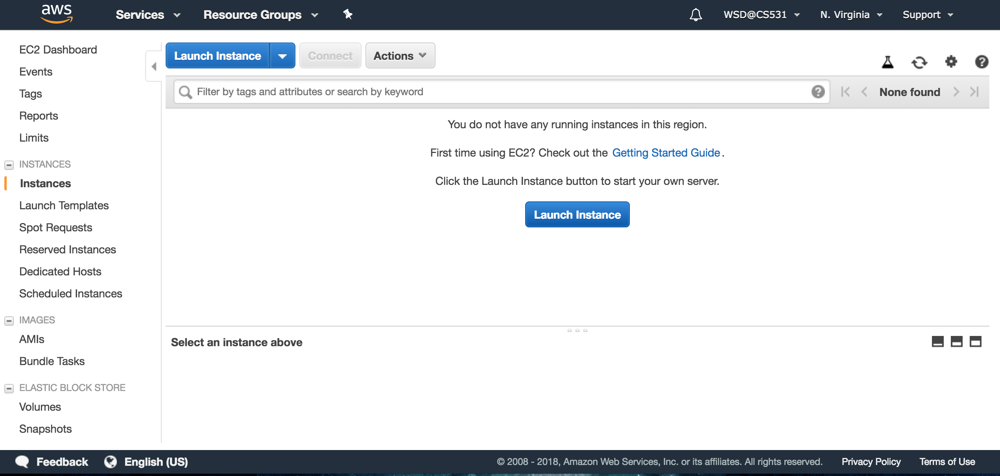 aws Services Resource Groups WSD@CS531 N. Virginia Support
EC2 Dashboard
Events
Tags
Reports
Limits
INSTANCES
Instances
Launch Templates
Spot Requests
Reserved Instances
Dedicated Hosts
Scheduled Instances
IMAGES
AMIs
Bundle Tasks
ELASTIC BLOCK STORE
Volumes
Snapshots
Launch Instance Connect Actions
Filter by tags and attributes or search by keyword None found
You do not have any running instances in this region.
First time using EC2? Check out the Getting Started Guide.
Click the Launch Instance button to start your own server.
Launch Instance
Select an instance above
Feedback English (US) © 2008 - 2018, Amazon Web Services, Inc. or its affiliates. All rights reserved. Privacy Policy Terms of Use